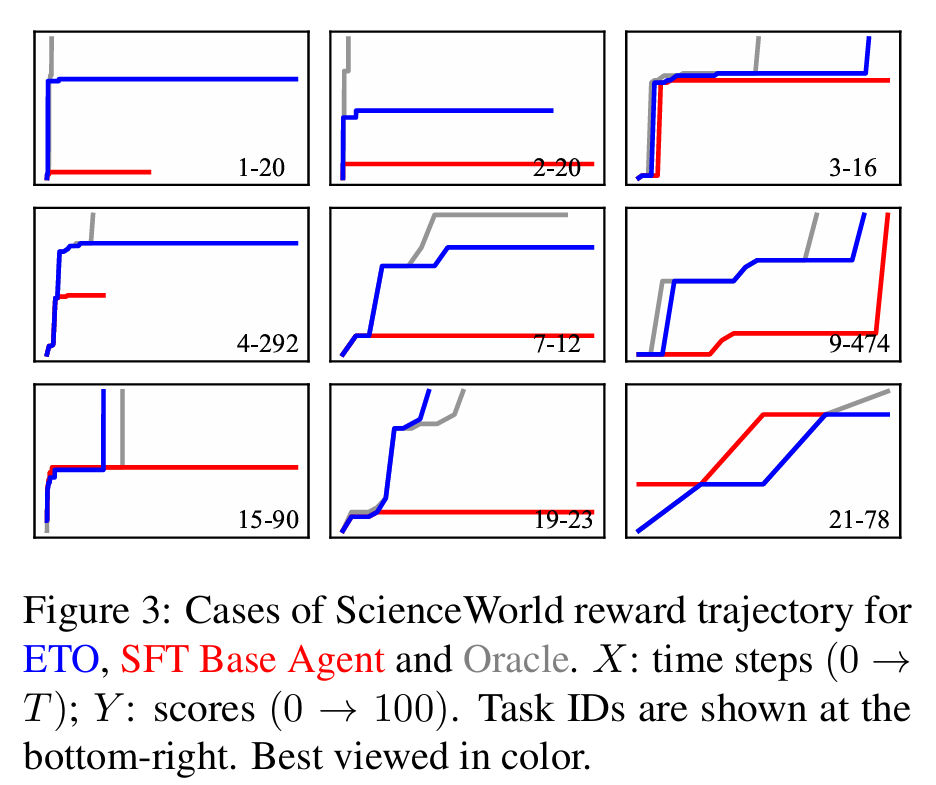 1-20
2-20
3-16
4-292
7-12
9-474
15-90
19-23
21-78
Figure 3: Cases of ScienceWorld reward trajectory for
ETO, SFT Base Agent and Oracle. X: time steps (0 →
T); Y: scores (0 → 100). Task IDs are shown at the
bottom-right. Best viewed in color.